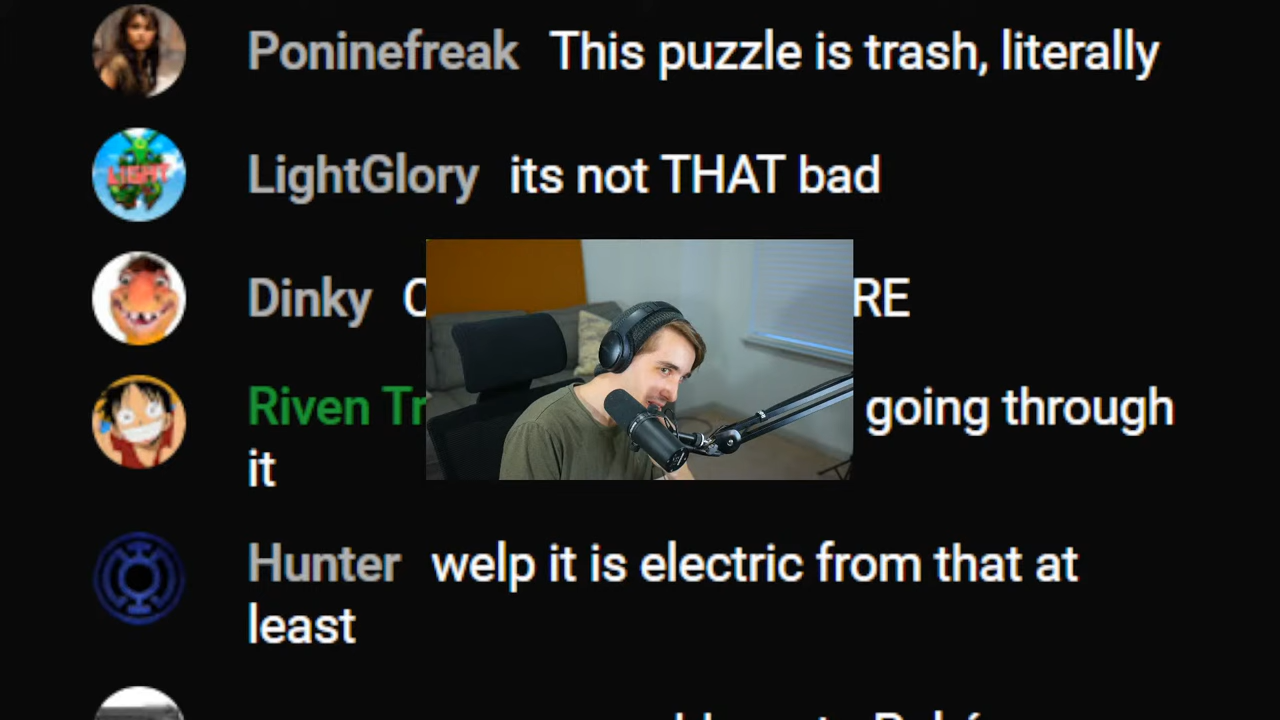 Poninefreak This puzzle is trash, literally
LightGlory its not THAT bad
LIGHT
Dinky
Riven going through
it
Hunter welp it is electric from that at
least